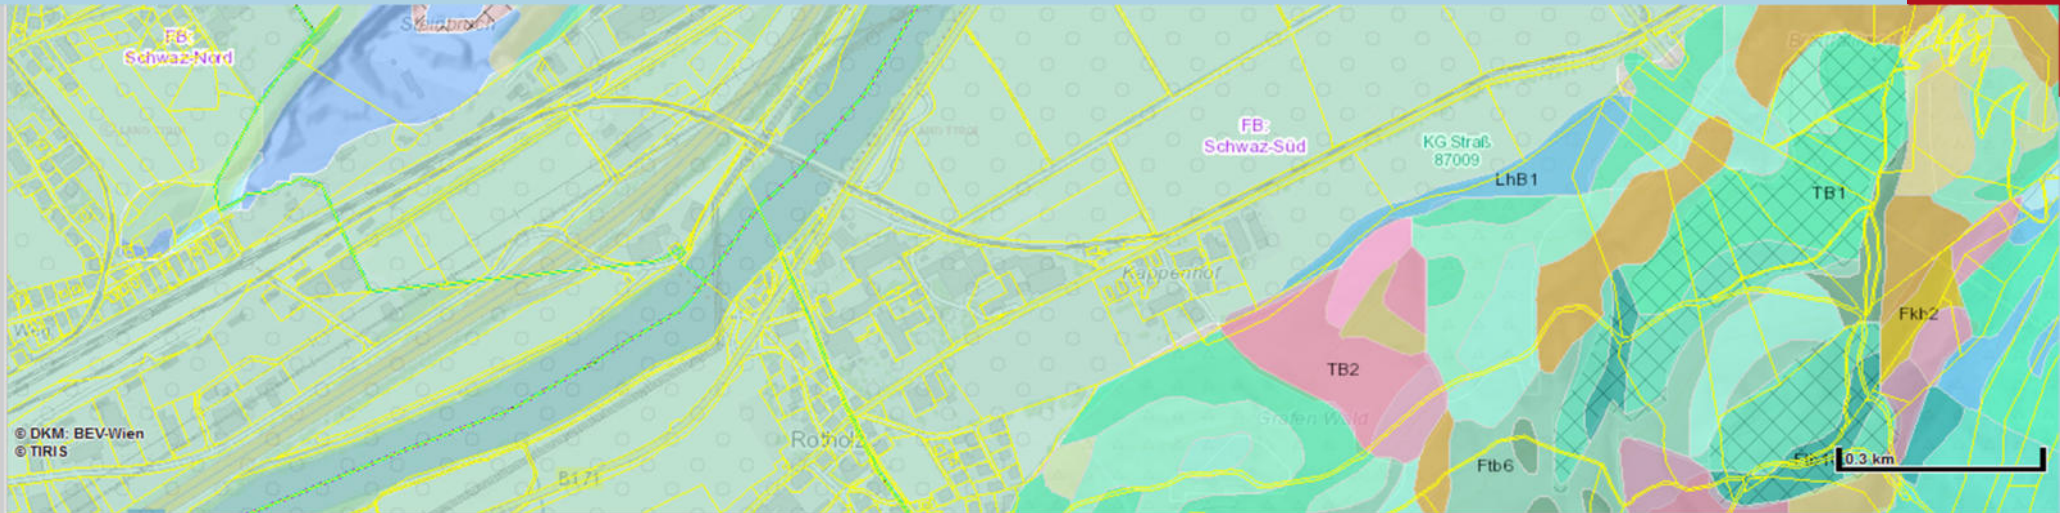 Steinbruch
FB:
Schwaz-Nord
FB:
Schwaz-Süd
KG Straß
87009
LhB1
TB1
Kappenhof
Fkh2
TB2
Grafen Wald
© DKM: BEV-Wien
© TIRIS
Rotholz
B171
Ftb6
0.3 km